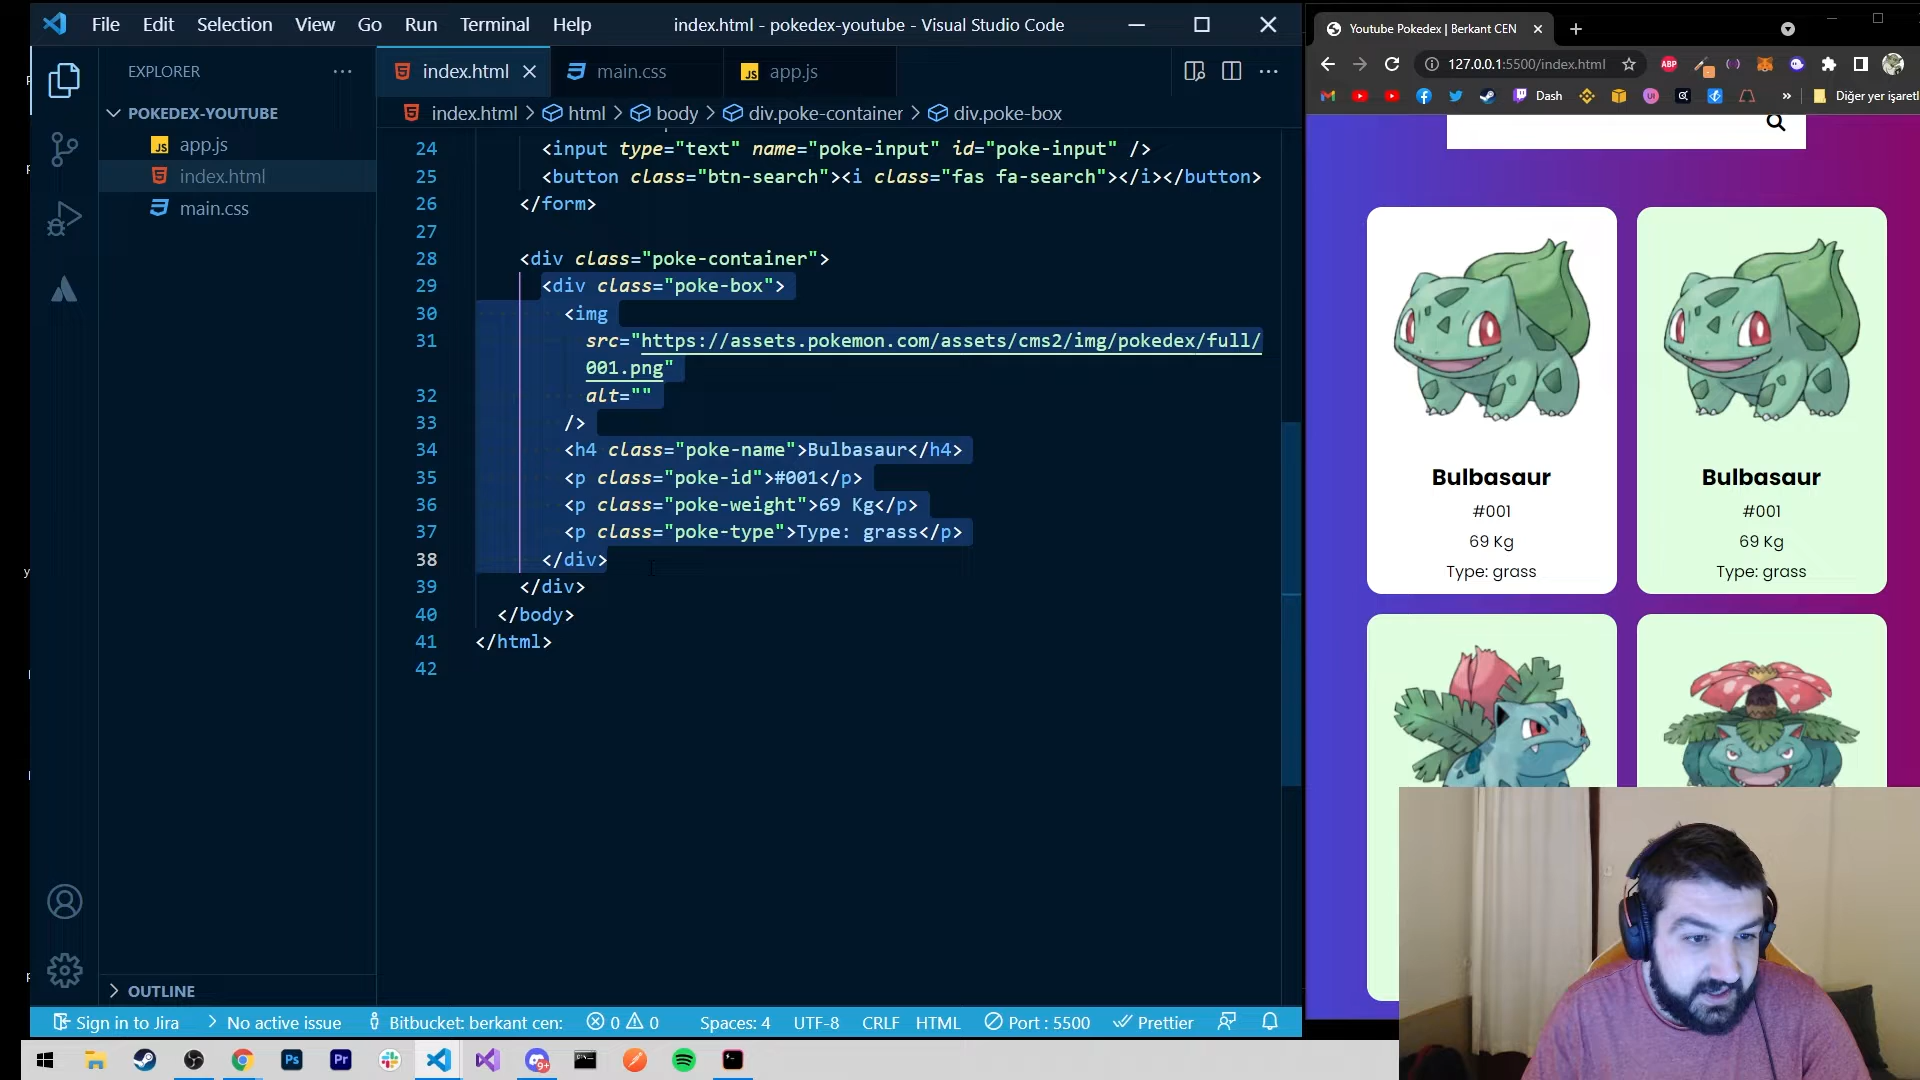 File Edit Selection View Go Run Terminal Help
index.html - pokedex-youtube - Visual Studio Code
EXPLORER
POKEDEX-YOUTUBE
app.js
index.html
main.css
OUTLINE
index.html main.css app.js
index.html > html > body > div.poke-container > div.poke-box
24 <input type="text" name="poke-input" id="poke-input" />
25 <button class="btn-search"><i class="fas fa-search"></i></button>
26 </form>
27
28 <div class="poke-container">
29 <div class="poke-box">
30 <img
31 src="https://assets.pokemon.com/assets/cms2/img/pokedex/full/
001.png"
32 alt=""
33 />
34 <h4 class="poke-name">Bulbasaur</h4>
35 <p class="poke-id">#001</p>
36 <p class="poke-weight">69 Kg</p>
37 <p class="poke-type">Type: grass</p>
38 </div>
39 </div>
40 </body>
41 </html>
42
Sign in to Jira No active issue Bitbucket: berkant cen: 0 0 Spaces: 4 UTF-8 CRLF HTML Port : 5500 Prettier
Youtube Pokedex | Berkant CEN
127.0.0.1:5500/index.html
ABP
Dash
» Diğer yer işaretl
Bulbasaur
#001
69 Kg
Type: grass
Bulbasaur
#001
69 Kg
Type: grass
Ps Pr 9+